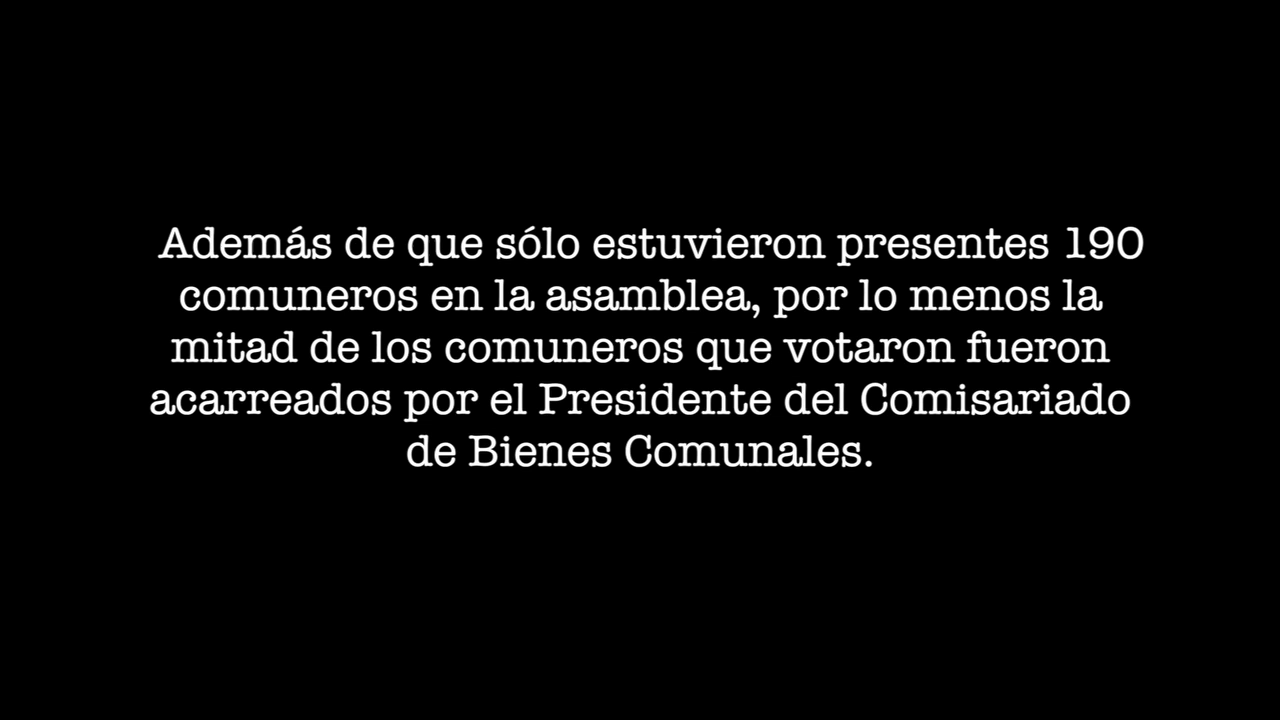 Además de que sólo estuvieron presentes 190
comuneros en la asamblea, por lo menos la
mitad de los comuneros que votaron fueron
acarreados por el Presidente del Comisariado
de Bienes Comunales.